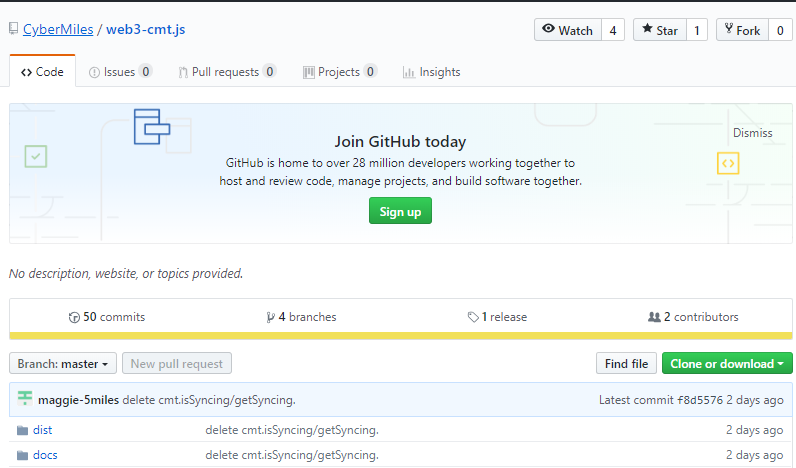 CyberMiles / web3-cmt.js
Watch 4 Star 1 Fork 0
Code Issues 0 Pull requests 0 Projects 0 Insights
Join GitHub today
Dismiss
GitHub is home to over 28 million developers working together to
host and review code, manage projects, and build software together.
Sign up
No description, website, or topics provided.
50 commits 4 branches 1 release 2 contributors
Branch: master New pull request Find file Clone or download
maggie-5miles delete cmt.isSyncing/getSyncing. Latest commit f8d5576 2 days ago
dist delete cmt.isSyncing/getSyncing. 2 days ago
docs delete cmt.isSyncing/getSyncing. 2 days ago